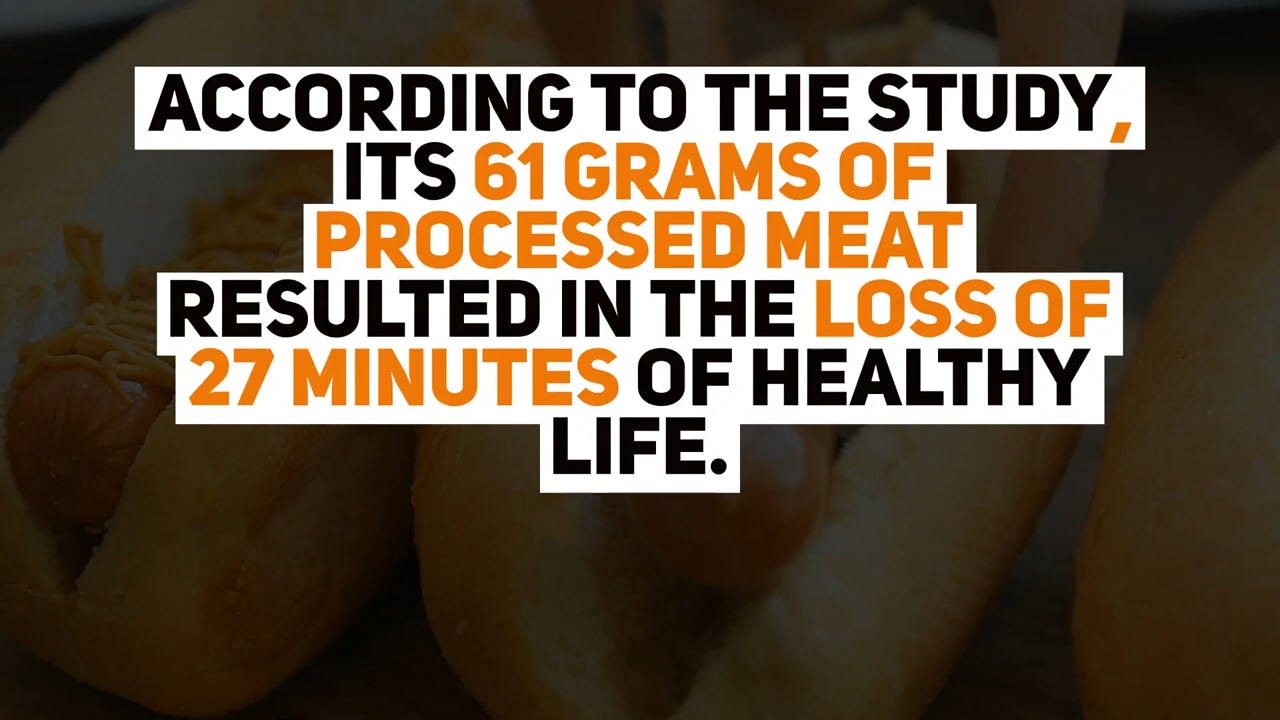 ACCORDING TO THE STUDY,
ITS 61 GRAMS OF
PROCESSED MEAT
RESULTED IN THE LOSS OF
27 MINUTES OF HEALTHY
LIFE.